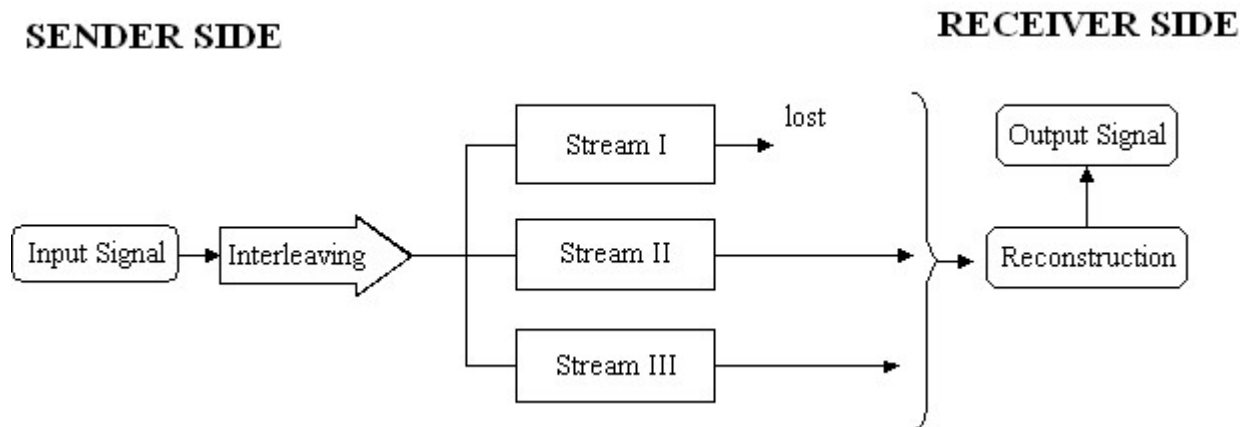 SENDER SIDE
RECEIVER SIDE
Stream I
lost
Output Signal
Input Signal
Interleaving
Stream II
Reconstruction
Stream III